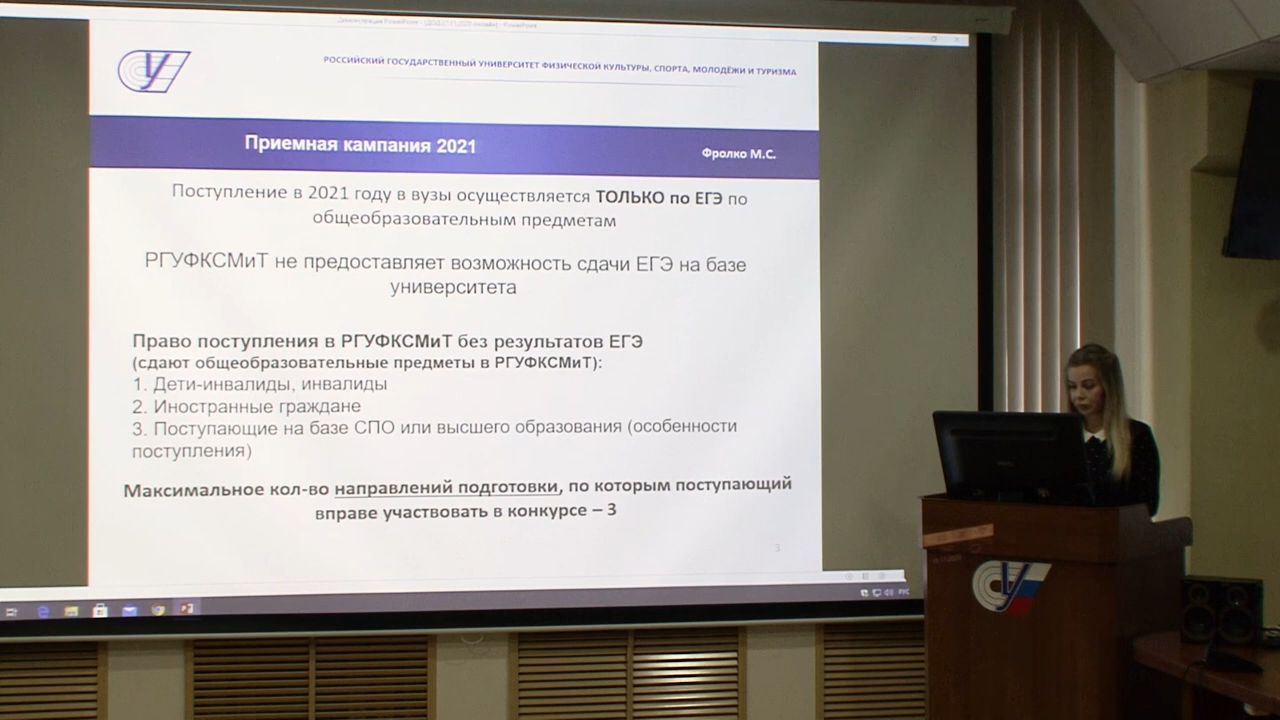 РОССИЙСКИЙ ГОСУДАРСТВЕННЫЙ УНИВЕРСИТЕТ ФИЗИЧЕСКОЙ КУЛЬТУРЫ, СПОРТА, МОЛОДЁЖИ И ТУРИЗМА
Приемная кампания 2021
Фролко М.С.
Поступление в 2021 году в вузы осуществляется ТОЛЬКО по ЕГЭ по
общеобразовательным предметам
РГУФКСМиТ не предоставляет возможность сдачи ЕГЭ на базе
университета
Право поступления в РГУФКСМиТ без результатов ЕГЭ
(сдают общеобразовательные предметы в РГУФКСМиТ):
1. Дети-инвалиды, инвалиды
2. Иностранные граждане
3. Поступающие на базе СПО или высшего образования (особенности
поступления)
Максимальное кол-во направлений подготовки, по которым поступающий
вправе участвовать в конкурсе – 3
3
РУС